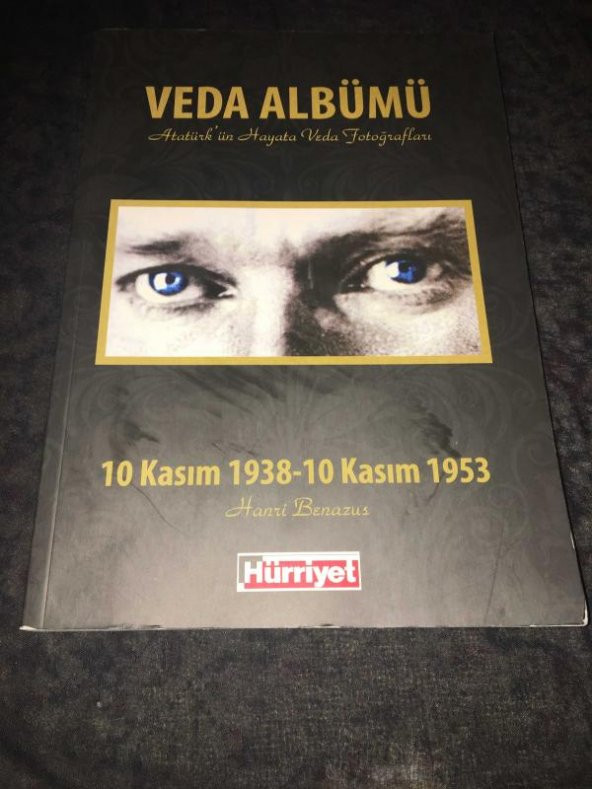 VEDA ALBÜMÜ
Atatürk'ün Hayata Veda Fotoğrafları
10 Kasım 1938-10 Kasım 1953
Hanri Benazus
Hürriyet